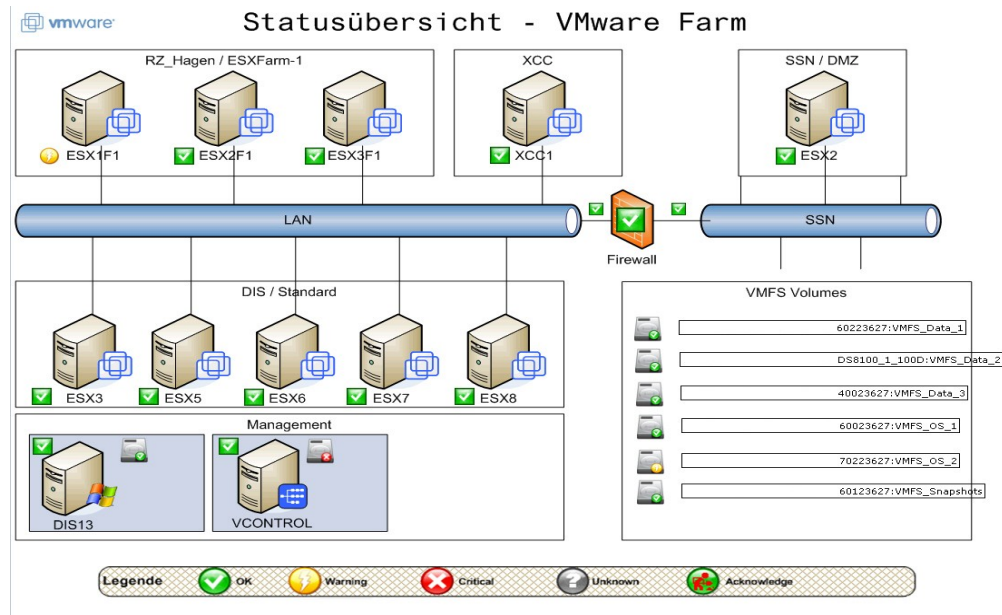 vmware
Statusübersicht - VMware Farm
RZ_Hagen / ESXFarm-1
XCC
SSN / DMZ
ESX1F1
ESX2F1
ESX3F1
XCC1
ESX2
LAN
SSN
Firewall
DIS / Standard
VMFS Volumes
60223627:VMFS_Data_1
DS8100_1_100D:VMFS_Data_2
40023627:VMFS_Data_3
60023627:VMFS_OS_1
70223627:VMFS_OS_2
60123627:VMFS_Snapshots
ESX3
ESX5
ESX6
ESX7
ESX8
Management
DIS13
VCONTROL
Legende
OK
Warning
Critical
Unknown
Acknowledge